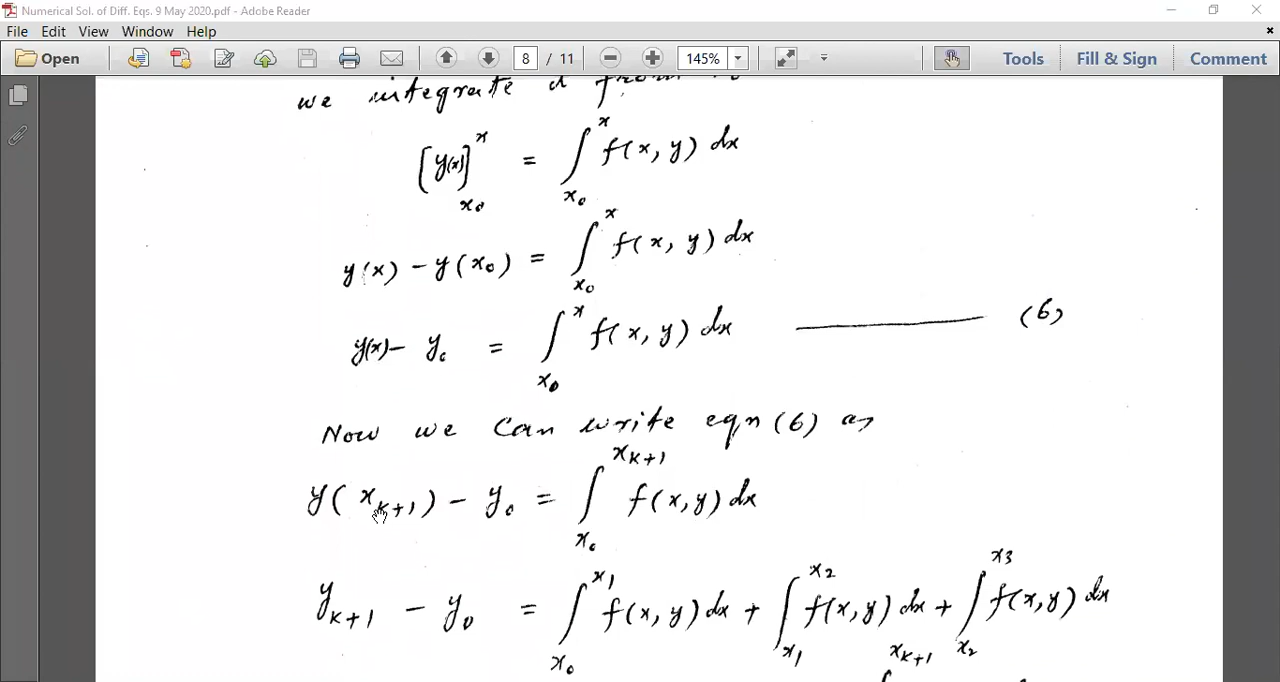 Numerical Sol. of Diff. Eqs. 9 May 2020.pdf - Adobe Reader
File Edit View Window Help
Open 8 / 11 145% Tools Fill & Sign Comment
we integrate from
[y(x)]_{x₀}^{x} = ∫_{x₀}^{x} f(x, y) dx
y(x) - y(x₀) = ∫_{x₀}^{x} f(x, y) dx
y(x) - y₀ = ∫_{x₀}^{x} f(x, y) dx ——— (6)
Now we can write eqn (6) as
y(x_{k+1}) - y₀ = ∫_{x₀}^{x_{k+1}} f(x,y) dx
y_{k+1} - y₀ = ∫_{x₀}^{x₁} f(x, y) dx + ∫_{x₁}^{x₂} f(x, y) dx + ∫_{x₂}^{x₃} f(x, y) dx
x_{k+1}